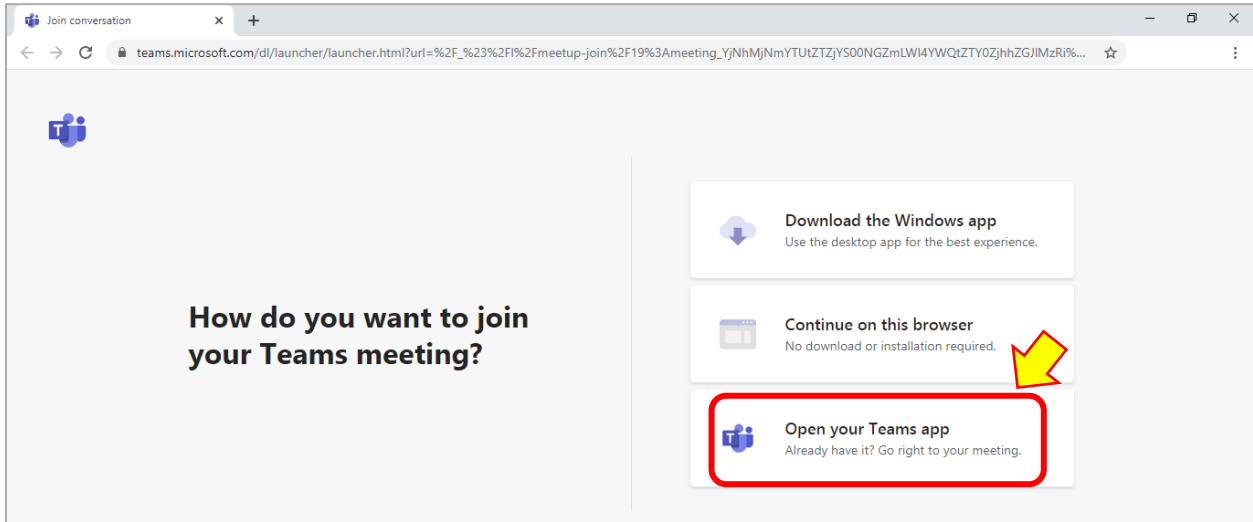 Join conversation
teams.microsoft.com/dl/launcher/launcher.html?url=%2F_%23%2Fl%2Fmeetup-join%2F19%3Ameeting_YjNhMjNmYTUtZTZjYS00NGZmLWI4YWQtZTY0ZjhhZGJlMzRi%...
Download the Windows app
Use the desktop app for the best experience.
How do you want to join
your Teams meeting?
Continue on this browser
No download or installation required.
Open your Teams app
Already have it? Go right to your meeting.